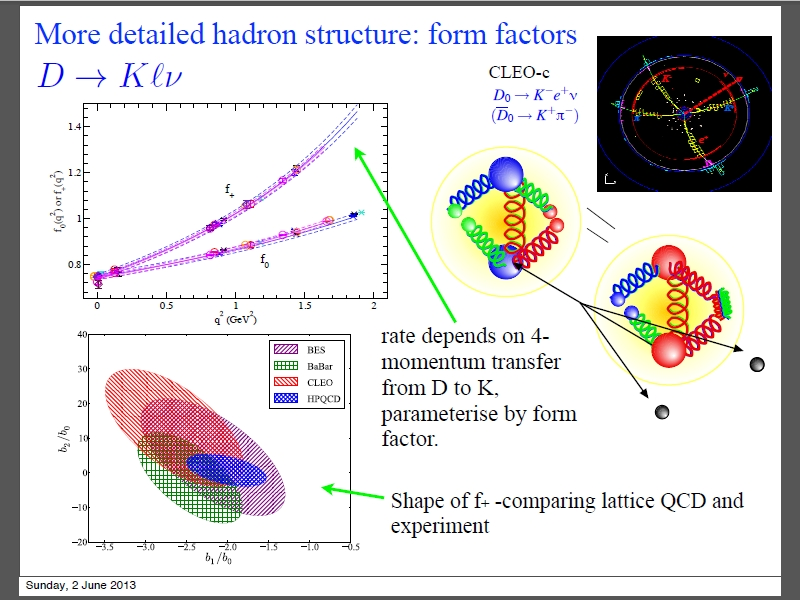 More detailed hadron structure: form factors
D → Kℓν
CLEO-c
D₀ → K⁻e⁺ν
(D̅₀ → K⁺π⁻)
f₀(q²) or f₊(q²)
1.4
1.2
1
0.8
f₊
f₀
0 0.5 1 1.5 2
q² (GeV²)
rate depends on 4-
momentum transfer
from D to K,
parameterise by form
factor.
b₂/b₀
40
30
20
10
0
−10
−20
BES
BaBar
CLEO
HPQCD
−3.5 −3.0 −2.5 −2.0 −1.5 −1.0 −0.5
b₁/b₀
Shape of f₊ -comparing lattice QCD and
experiment
Sunday, 2 June 2013